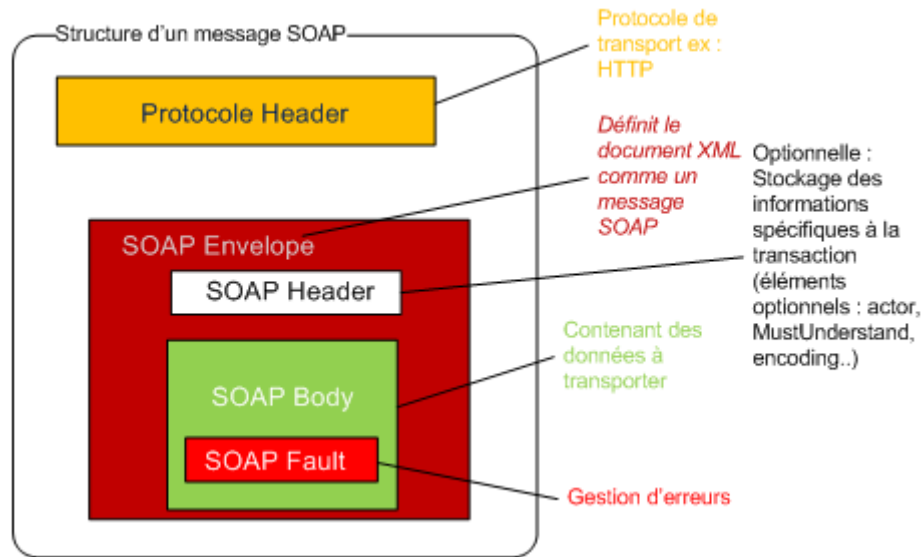 Structure d'un message SOAP
Protocole Header
Protocole de
transport ex :
HTTP
SOAP Envelope
Définit le
document XML
comme un
message
SOAP
SOAP Header
Optionnelle :
Stockage des
informations
spécifiques à la
transaction
(éléments
optionnels : actor,
MustUnderstand,
encoding..)
SOAP Body
Contenant des
données à
transporter
SOAP Fault
Gestion d'erreurs